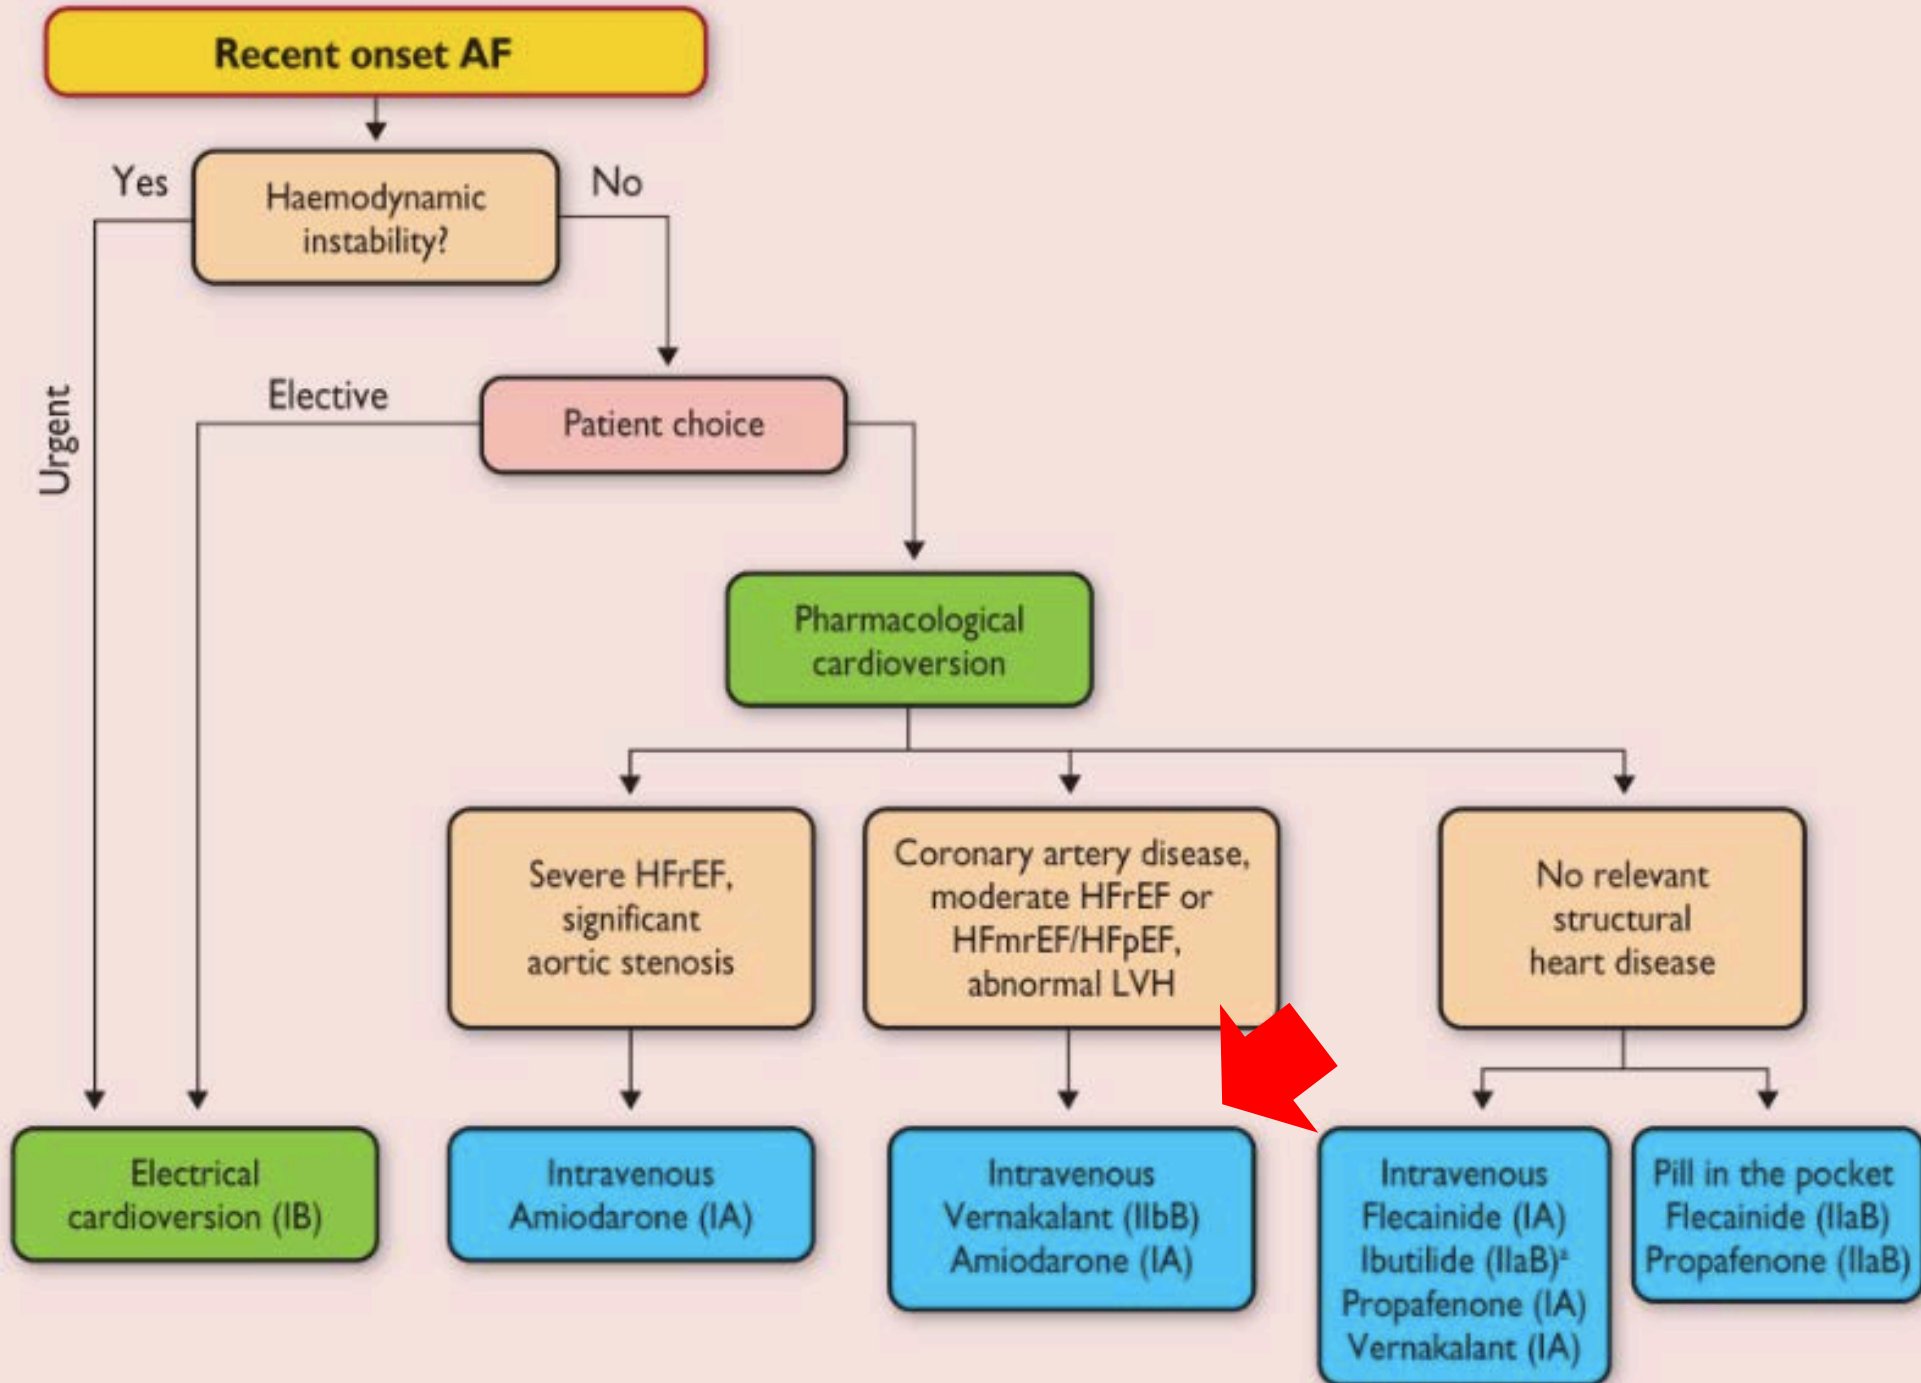 Recent onset AF
Yes
Haemodynamic
instability?
No
Urgent
Elective
Patient choice
Pharmacological
cardioversion
Severe HFrEF,
significant
aortic stenosis
Coronary artery disease,
moderate HFrEF or
HFmrEF/HFpEF,
abnormal LVH
No relevant
structural
heart disease
Electrical
cardioversion (IB)
Intravenous
Amiodarone (IA)
Intravenous
Vernakalant (IIbB)
Amiodarone (IA)
Intravenous
Flecainide (IA)
Ibutilide (IIaB)ª
Propafenone (IA)
Vernakalant (IA)
Pill in the pocket
Flecainide (IIaB)
Propafenone (IIaB)